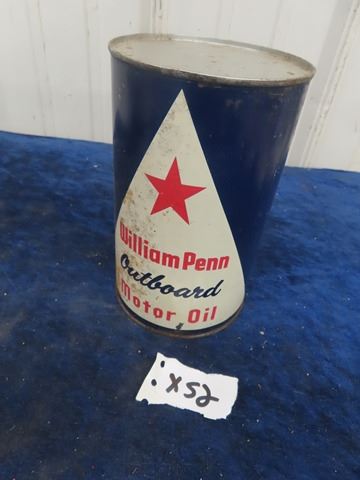 William Penn
Outboard
Motor Oil
X52